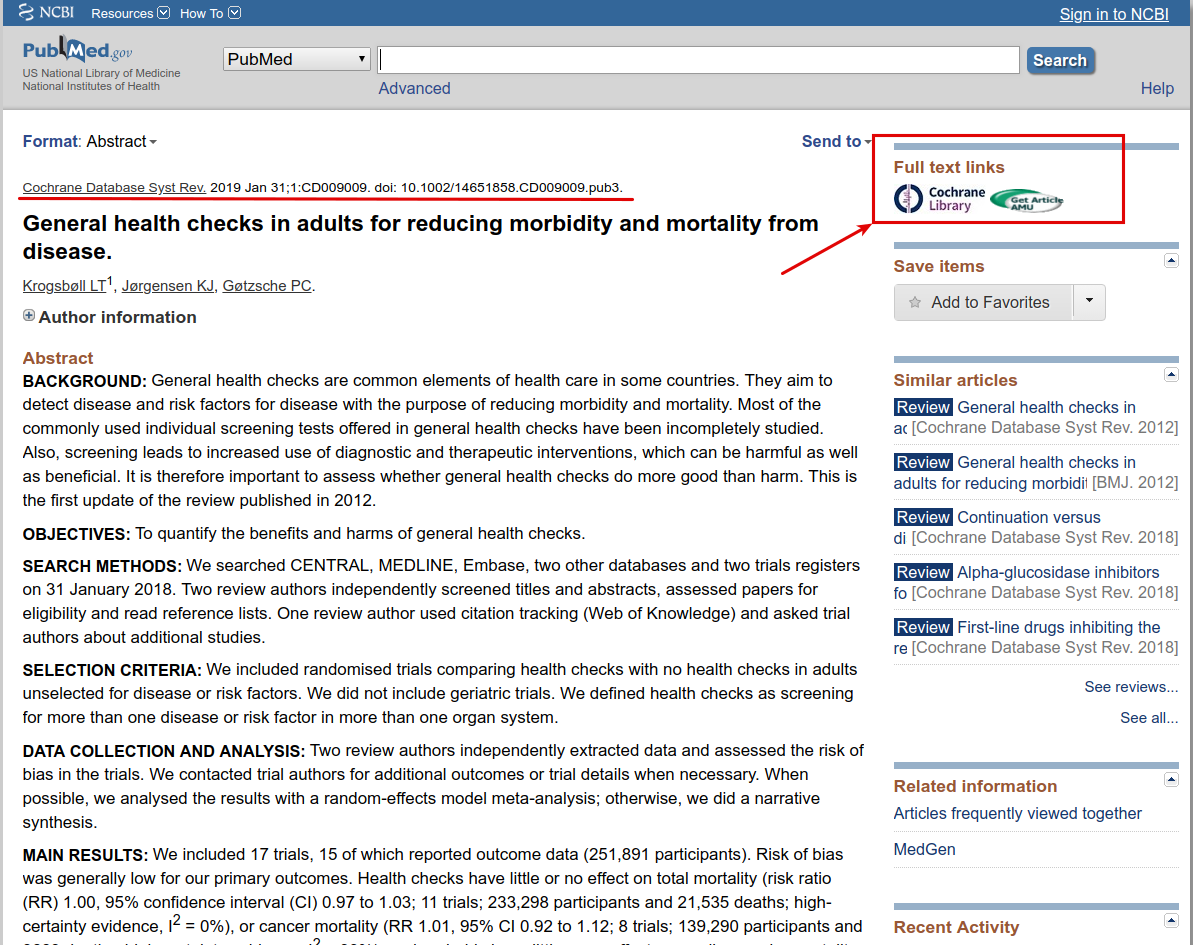 NCBI Resources How To Sign in to NCBI
PubMed.gov
US National Library of Medicine
National Institutes of Health
PubMed
Search
Advanced
Help
Format: Abstract
Send to
Cochrane Database Syst Rev. 2019 Jan 31;1:CD009009. doi: 10.1002/14651858.CD009009.pub3.
General health checks in adults for reducing morbidity and mortality from
disease.
Krogsbøll LT1, Jørgensen KJ, Gøtzsche PC.
Author information
Abstract
BACKGROUND: General health checks are common elements of health care in some countries. They aim to
detect disease and risk factors for disease with the purpose of reducing morbidity and mortality. Most of the
commonly used individual screening tests offered in general health checks have been incompletely studied.
Also, screening leads to increased use of diagnostic and therapeutic interventions, which can be harmful as well
as beneficial. It is therefore important to assess whether general health checks do more good than harm. This is
the first update of the review published in 2012.
OBJECTIVES: To quantify the benefits and harms of general health checks.
SEARCH METHODS: We searched CENTRAL, MEDLINE, Embase, two other databases and two trials registers
on 31 January 2018. Two review authors independently screened titles and abstracts, assessed papers for
eligibility and read reference lists. One review author used citation tracking (Web of Knowledge) and asked trial
authors about additional studies.
SELECTION CRITERIA: We included randomised trials comparing health checks with no health checks in adults
unselected for disease or risk factors. We did not include geriatric trials. We defined health checks as screening
for more than one disease or risk factor in more than one organ system.
DATA COLLECTION AND ANALYSIS: Two review authors independently extracted data and assessed the risk of
bias in the trials. We contacted trial authors for additional outcomes or trial details when necessary. When
possible, we analysed the results with a random-effects model meta-analysis; otherwise, we did a narrative
synthesis.
MAIN RESULTS: We included 17 trials, 15 of which reported outcome data (251,891 participants). Risk of bias
was generally low for our primary outcomes. Health checks have little or no effect on total mortality (risk ratio
(RR) 1.00, 95% confidence interval (CI) 0.97 to 1.03; 11 trials; 233,298 participants and 21,535 deaths; high-
certainty evidence, I2 = 0%), or cancer mortality (RR 1.01, 95% CI 0.92 to 1.12; 8 trials; 139,290 participants and
Full text links
Cochrane
Library
Get Article
AMU
Save items
Add to Favorites
Similar articles
Review General health checks in
ac [Cochrane Database Syst Rev. 2012]
Review General health checks in
adults for reducing morbidit [BMJ. 2012]
Review Continuation versus
di [Cochrane Database Syst Rev. 2018]
Review Alpha-glucosidase inhibitors
fo [Cochrane Database Syst Rev. 2018]
Review First-line drugs inhibiting the
re [Cochrane Database Syst Rev. 2018]
See reviews...
See all...
Related information
Articles frequently viewed together
MedGen
Recent Activity